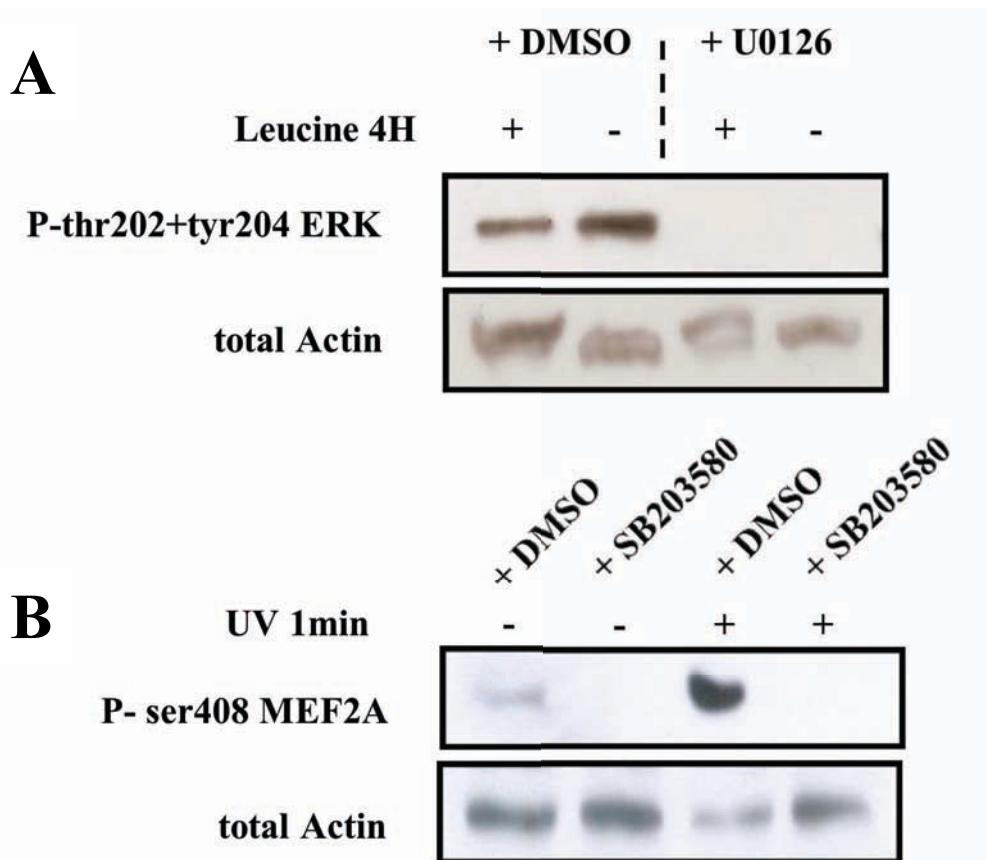 A
+ DMSO + U0126
Leucine 4H + - + -
P-thr202+tyr204 ERK
total Actin
+ DMSO + SB203580 + DMSO + SB203580
B
UV 1min - - + +
P- ser408 MEF2A
total Actin